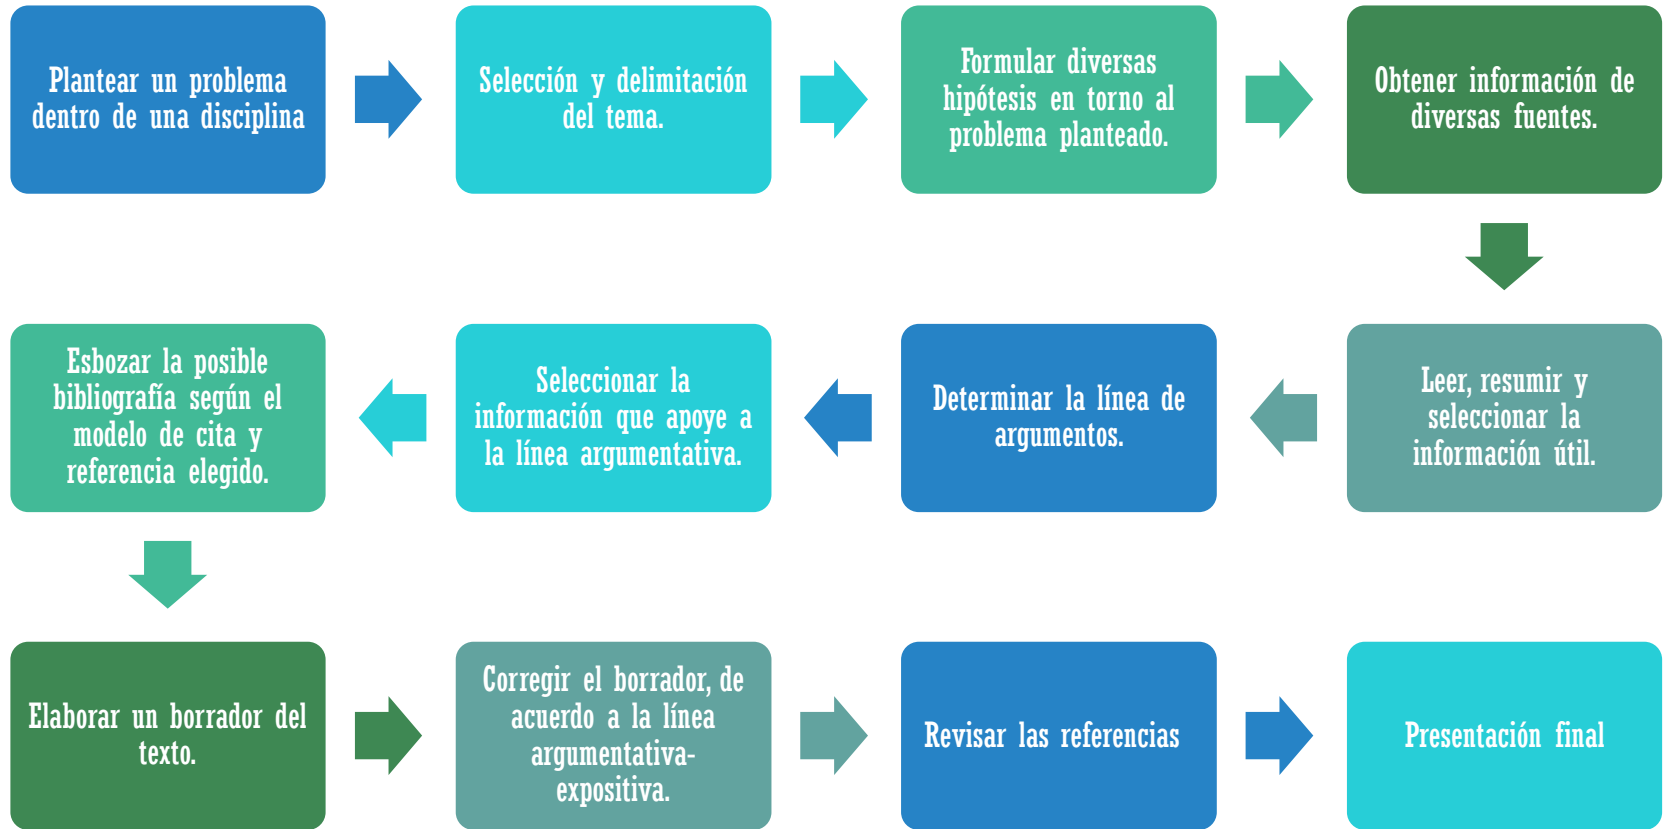 Plantear un problema
dentro de una disciplina
Selección y delimitación
del tema.
Formular diversas
hipótesis en torno al
problema planteado.
Obtener información de
diversas fuentes.
Leer, resumir y
seleccionar la
información útil.
Determinar la línea de
argumentos.
Seleccionar la
información que apoye a
la línea argumentativa.
Esbozar la posible
bibliografía según el
modelo de cita y
referencia elegido.
Elaborar un borrador del
texto.
Corregir el borrador, de
acuerdo a la línea
argumentativa-
expositiva.
Revisar las referencias
Presentación final